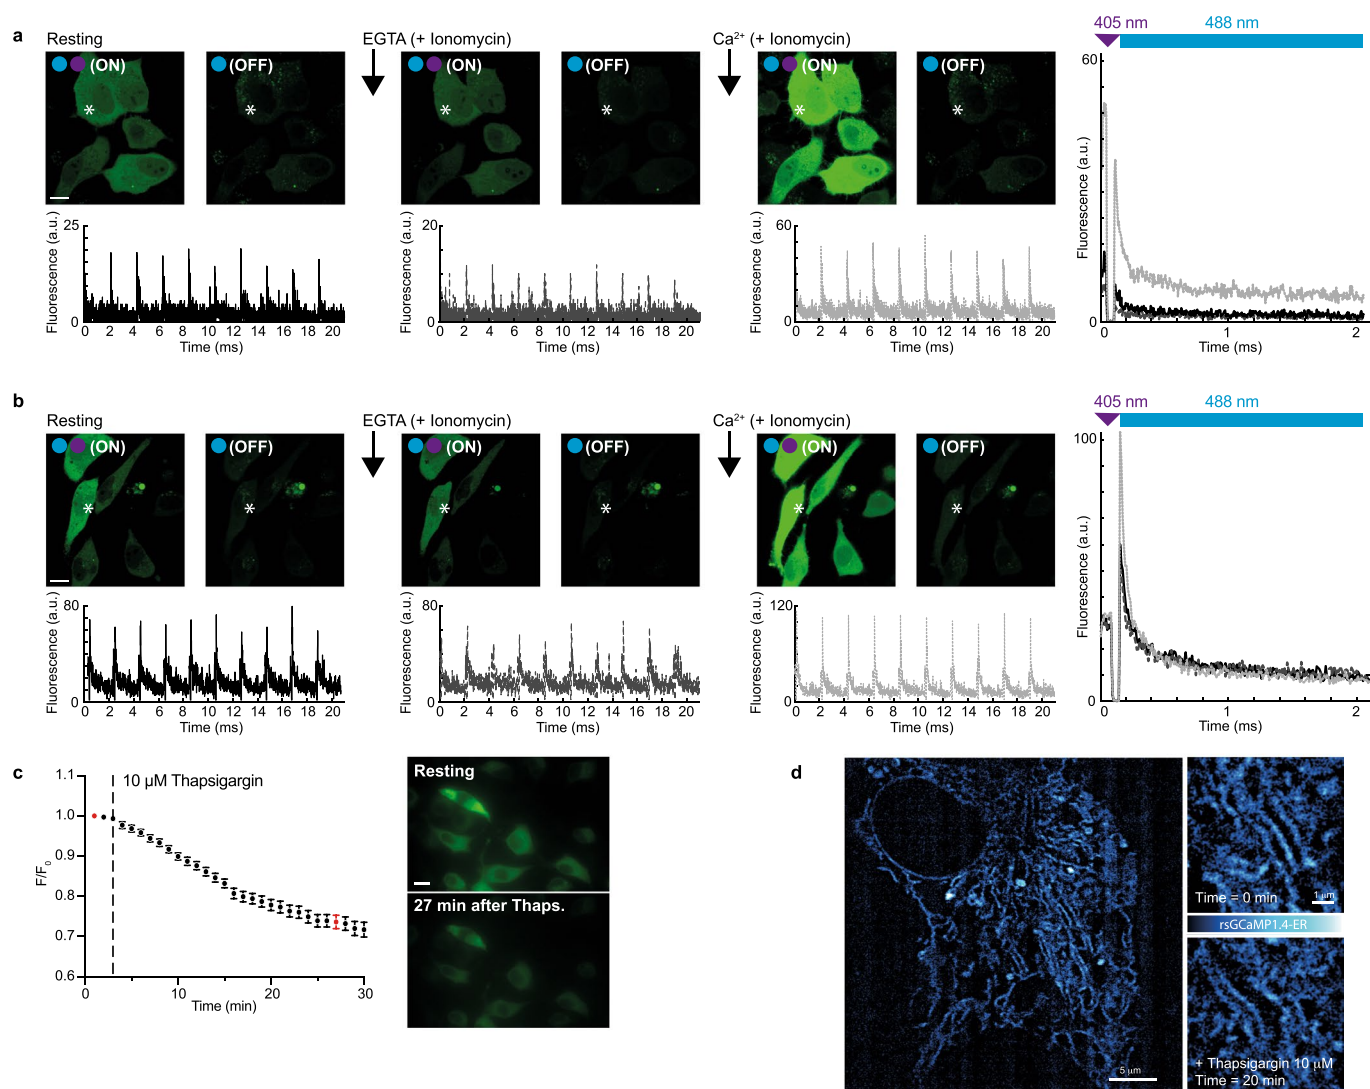 a
Resting
EGTA (+ Ionomycin)
Ca²⁺ (+ Ionomycin)
405 nm
488 nm
(ON)
(OFF)
(ON)
(OFF)
(ON)
(OFF)
*
*
*
*
*
*
Fluorescence (a.u.)
25
0
0 2 4 6 8 10 12 14 16 18 20
Time (ms)
Fluorescence (a.u.)
20
0
0 2 4 6 8 10 12 14 16 18 20
Time (ms)
Fluorescence (a.u.)
60
0
0 2 4 6 8 10 12 14 16 18 20
Time (ms)
Fluorescence (a.u.)
60
0
0 1 2
Time (ms)
b
Resting
EGTA (+ Ionomycin)
Ca²⁺ (+ Ionomycin)
405 nm
488 nm
(ON)
(OFF)
(ON)
(OFF)
(ON)
(OFF)
*
*
*
*
*
*
Fluorescence (a.u.)
80
0
0 2 4 6 8 10 12 14 16 18 20
Time (ms)
Fluorescence (a.u.)
80
0
0 2 4 6 8 10 12 14 16 18 20
Time (ms)
Fluorescence (a.u.)
120
0
0 2 4 6 8 10 12 14 16 18 20
Time (ms)
Fluorescence (a.u.)
100
0
0 1 2
Time (ms)
c
10 µM Thapsigargin
F/F₀
1.1
1.0
0.9
0.8
0.7
0.6
0 10 20 30
Time (min)
Resting
27 min after Thaps.
d
5 µm
Time = 0 min
1 µm
rsGCaMP1.4-ER
+ Thapsigargin 10 µM
Time = 20 min